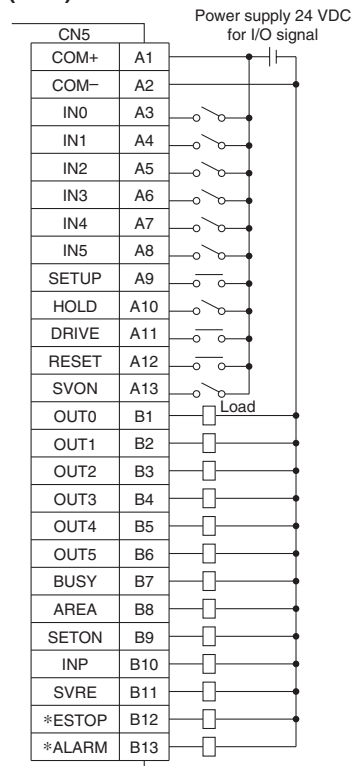 Power supply 24 VDC
for I/O signal
CN5
COM+ A1
COM– A2
IN0 A3
IN1 A4
IN2 A5
IN3 A6
IN4 A7
IN5 A8
SETUP A9
HOLD A10
DRIVE A11
RESET A12
SVON A13
Load
OUT0 B1
OUT1 B2
OUT2 B3
OUT3 B4
OUT4 B5
OUT5 B6
BUSY B7
AREA B8
SETON B9
INP B10
SVRE B11
*ESTOP B12
*ALARM B13